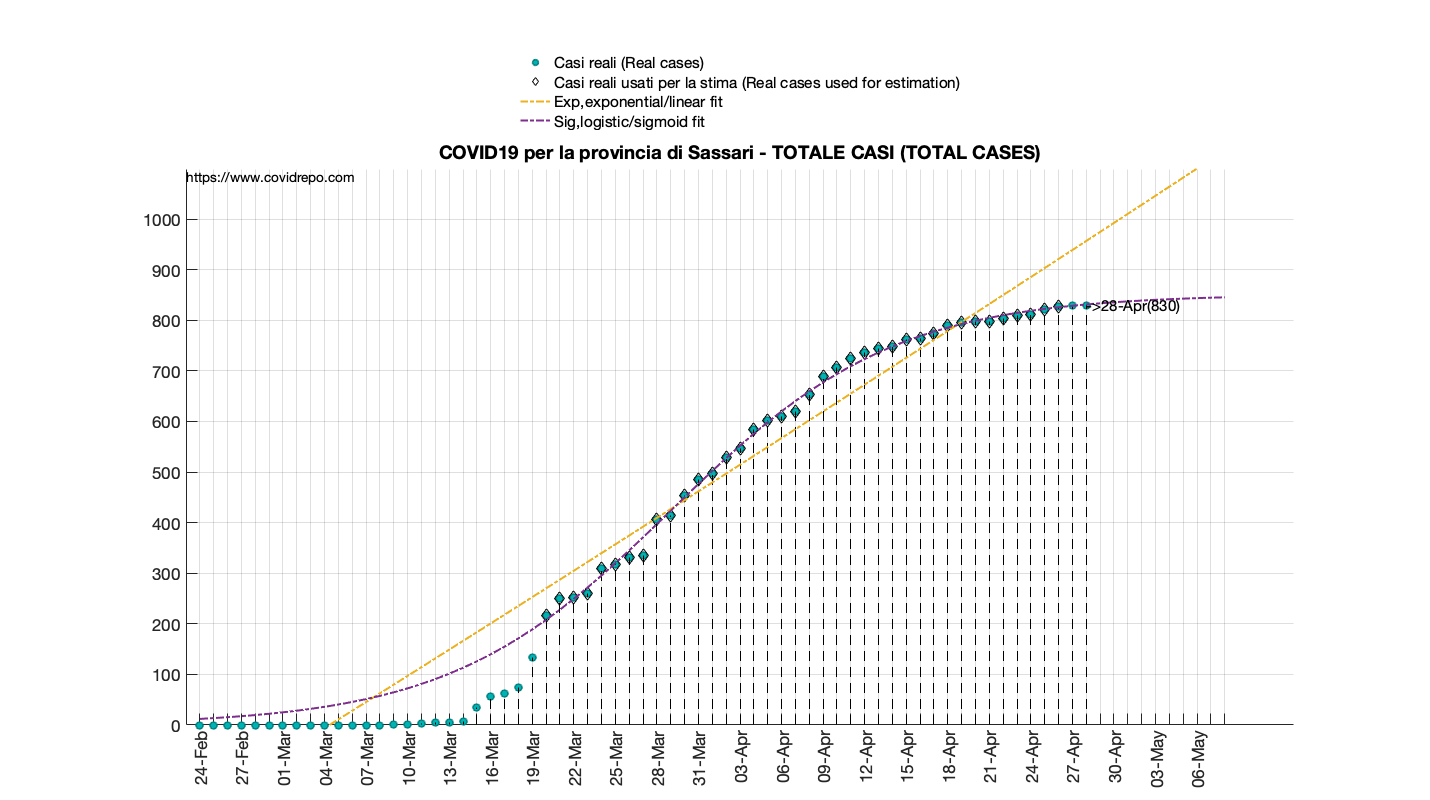 Casi reali (Real cases)
Casi reali usati per la stima (Real cases used for estimation)
Exp,exponential/linear fit
Sig,logistic/sigmoid fit
COVID19 per la provincia di Sassari - TOTALE CASI (TOTAL CASES)
https://www.covidrepo.com
1000
900
800
700
600
500
400
300
200
100
0
->28-Apr(830)
24-Feb
27-Feb
01-Mar
04-Mar
07-Mar
10-Mar
13-Mar
16-Mar
19-Mar
22-Mar
25-Mar
28-Mar
31-Mar
03-Apr
06-Apr
09-Apr
12-Apr
15-Apr
18-Apr
21-Apr
24-Apr
27-Apr
30-Apr
03-May
06-May